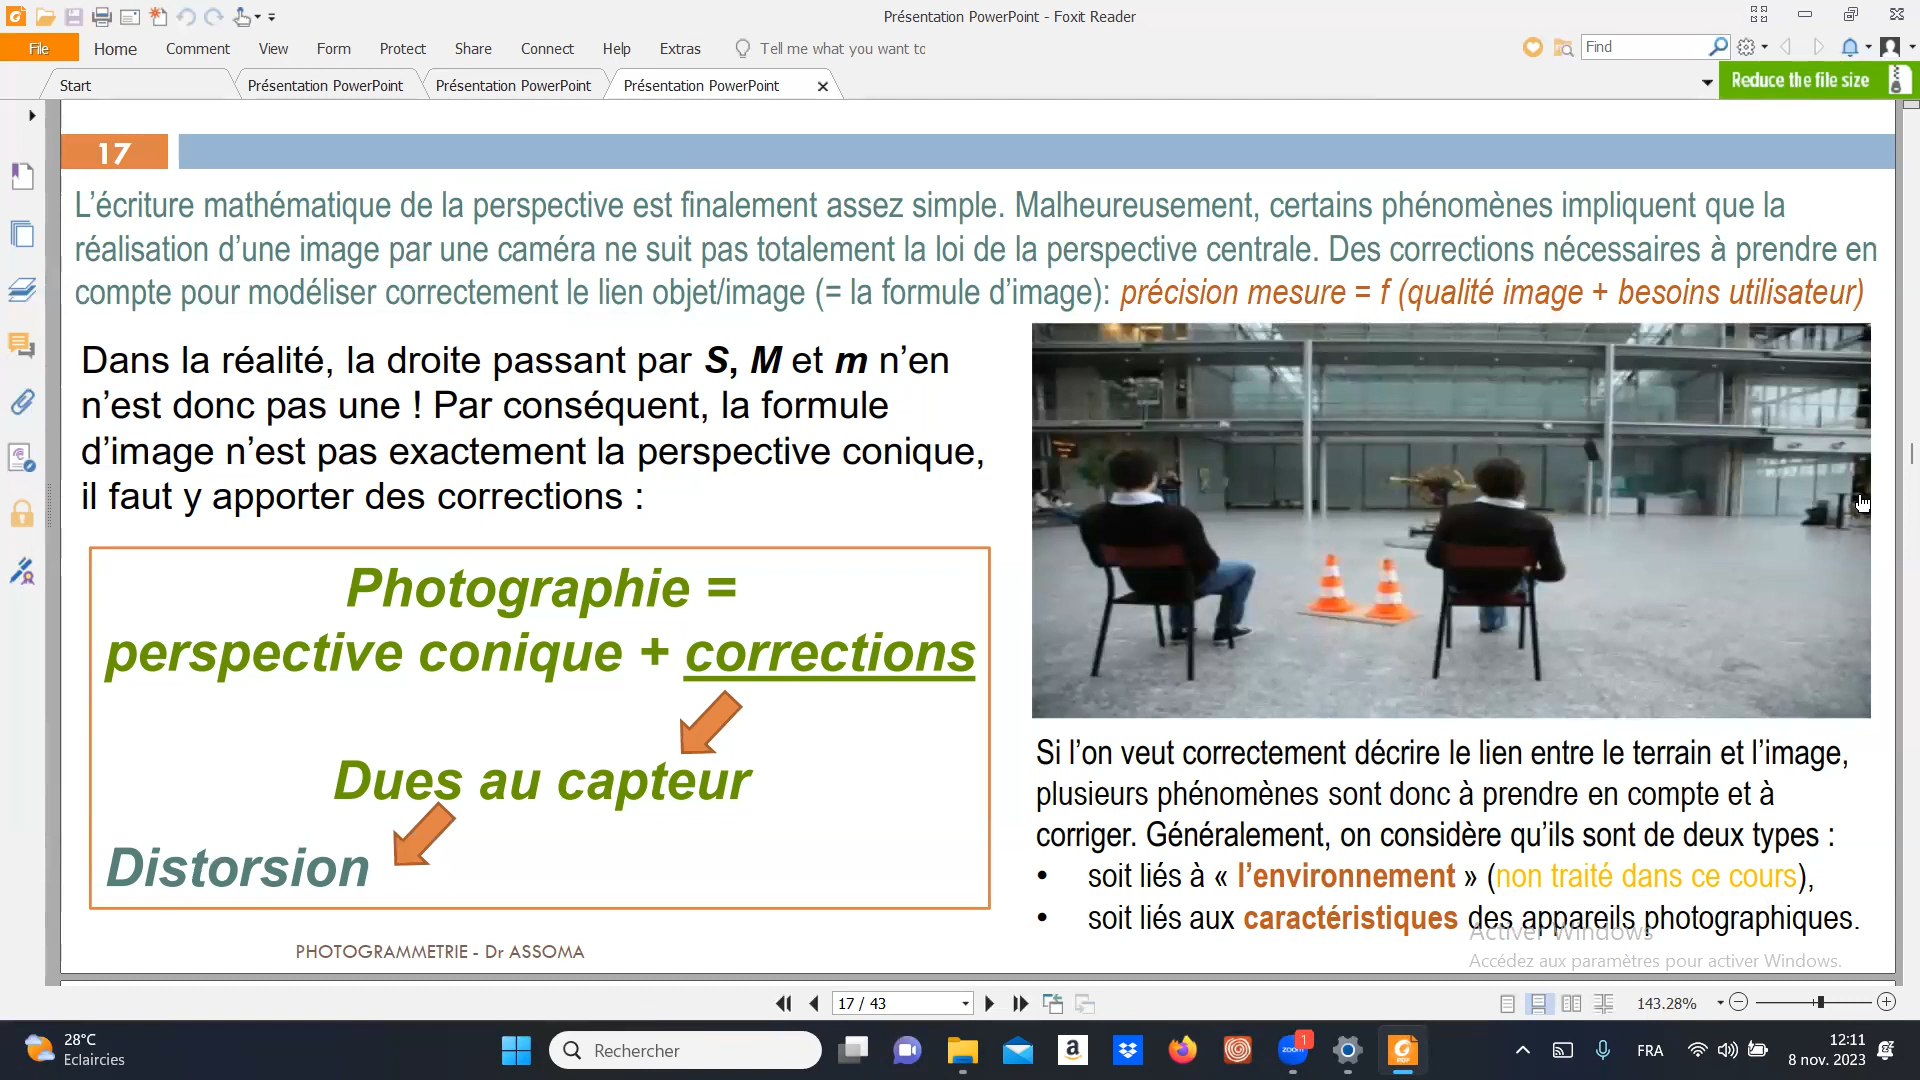 Présentation PowerPoint - Foxit Reader
File Home Comment View Form Protect Share Connect Help Extras Tell me what you want to Find
Start Présentation PowerPoint Présentation PowerPoint Présentation PowerPoint Reduce the file size
17
L'écriture mathématique de la perspective est finalement assez simple. Malheureusement, certains phénomènes impliquent que la
réalisation d'une image par une caméra ne suit pas totalement la loi de la perspective centrale. Des corrections nécessaires à prendre en
compte pour modéliser correctement le lien objet/image (= la formule d'image): précision mesure = f (qualité image + besoins utilisateur)
Dans la réalité, la droite passant par S, M et m n'en
n'est donc pas une ! Par conséquent, la formule
d'image n'est pas exactement la perspective conique,
il faut y apporter des corrections :
Photographie =
perspective conique + corrections
Dues au capteur
Distorsion
Si l'on veut correctement décrire le lien entre le terrain et l'image,
plusieurs phénomènes sont donc à prendre en compte et à
corriger. Généralement, on considère qu'ils sont de deux types :
• soit liés à « l'environnement » (non traité dans ce cours),
• soit liés aux caractéristiques des appareils photographiques.
PHOTOGRAMMETRIE - Dr ASSOMA
Activer Windows
Accédez aux paramètres pour activer Windows.
17 / 43 143.28%
28°C
Eclaircies
Rechercher
zoom 1
FRA
12:11
8 nov. 2023